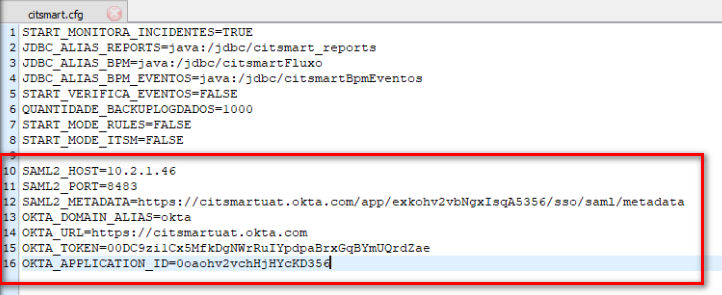 citsmart.cfg
1 START_MONITORA_INCIDENTES=TRUE
2 JDBC_ALIAS_REPORTS=java:/jdbc/citsmart_reports
3 JDBC_ALIAS_BPM=java:/jdbc/citsmartFluxo
4 JDBC_ALIAS_BPM_EVENTOS=java:/jdbc/citsmartBpmEventos
5 START_VERIFICA_EVENTOS=FALSE
6 QUANTIDADE_BACKUPLOGDADOS=1000
7 START_MODE_RULES=FALSE
8 START_MODE_ITSM=FALSE
9
10 SAML2_HOST=10.2.1.46
11 SAML2_PORT=8483
12 SAML2_METADATA=https://citsmartuat.okta.com/app/exkohv2vbNgxIsqA5356/sso/saml/metadata
13 OKTA_DOMAIN_ALIAS=okta
14 OKTA_URL=https://citsmartuat.okta.com
15 OKTA_TOKEN=00DC9zi1Cx5MfkDgNWrRuIYpdpaBrxGqBYmUQrdZae
16 OKTA_APPLICATION_ID=0oaohv2vchHjHYcKD356